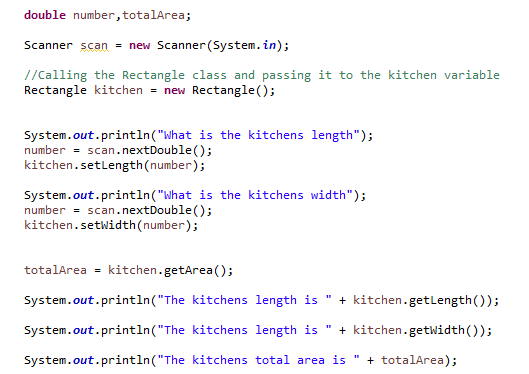 double number,totalArea;
Scanner scan = new Scanner(System.in);
//Calling the Rectangle class and passing it to the kitchen variable
Rectangle kitchen = new Rectangle();
System.out.println("What is the kitchens length");
number = scan.nextDouble();
kitchen.setLength(number);
System.out.println("What is the kitchens width");
number = scan.nextDouble();
kitchen.setWidth(number);
totalArea = kitchen.getArea();
System.out.println("The kitchens length is " + kitchen.getLength());
System.out.println("The kitchens length is " + kitchen.getWidth());
System.out.println("The kitchens total area is " + totalArea);